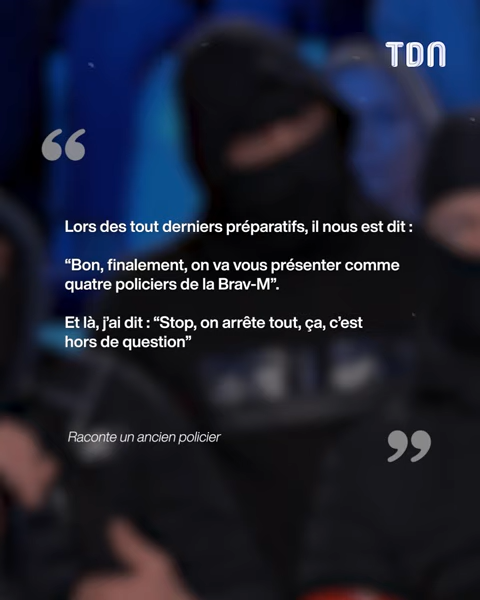 TDN
“
Lors des tout derniers préparatifs, il nous est dit :
“Bon, finalement, on va vous présenter comme
quatre policiers de la Brav-M”.
Et là, j’ai dit : “Stop, on arrête tout, ça, c’est
hors de question”
Raconte un ancien policier
”